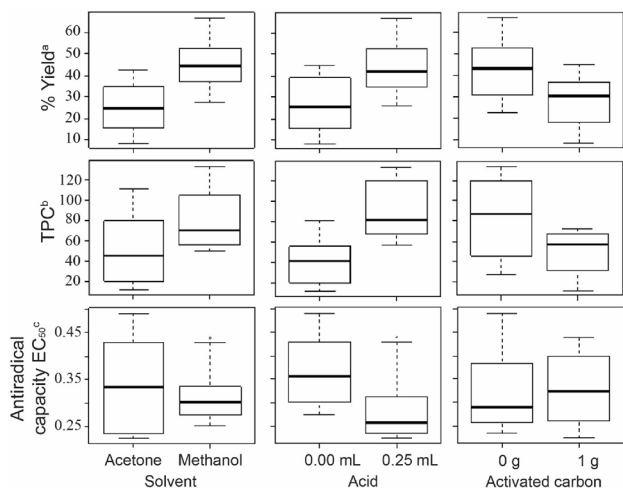 % Yieldᵃ
60
50
40
30
20
10
TPCᵇ
120
100
80
60
40
20
Antiradical
capacity EC₅₀ᶜ
0.45
0.35
0.25
Acetone Methanol
Solvent
0.00 mL 0.25 mL
Acid
0 g 1 g
Activated carbon